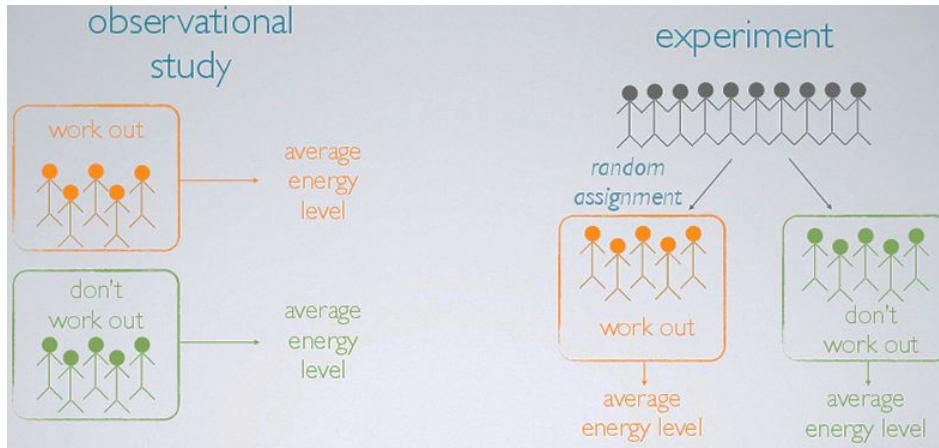 observational
study
work out
average
energy
level
don't
work out
average
energy
level
experiment
random
assignment
work out
average
energy level
don't
work out
average
energy level